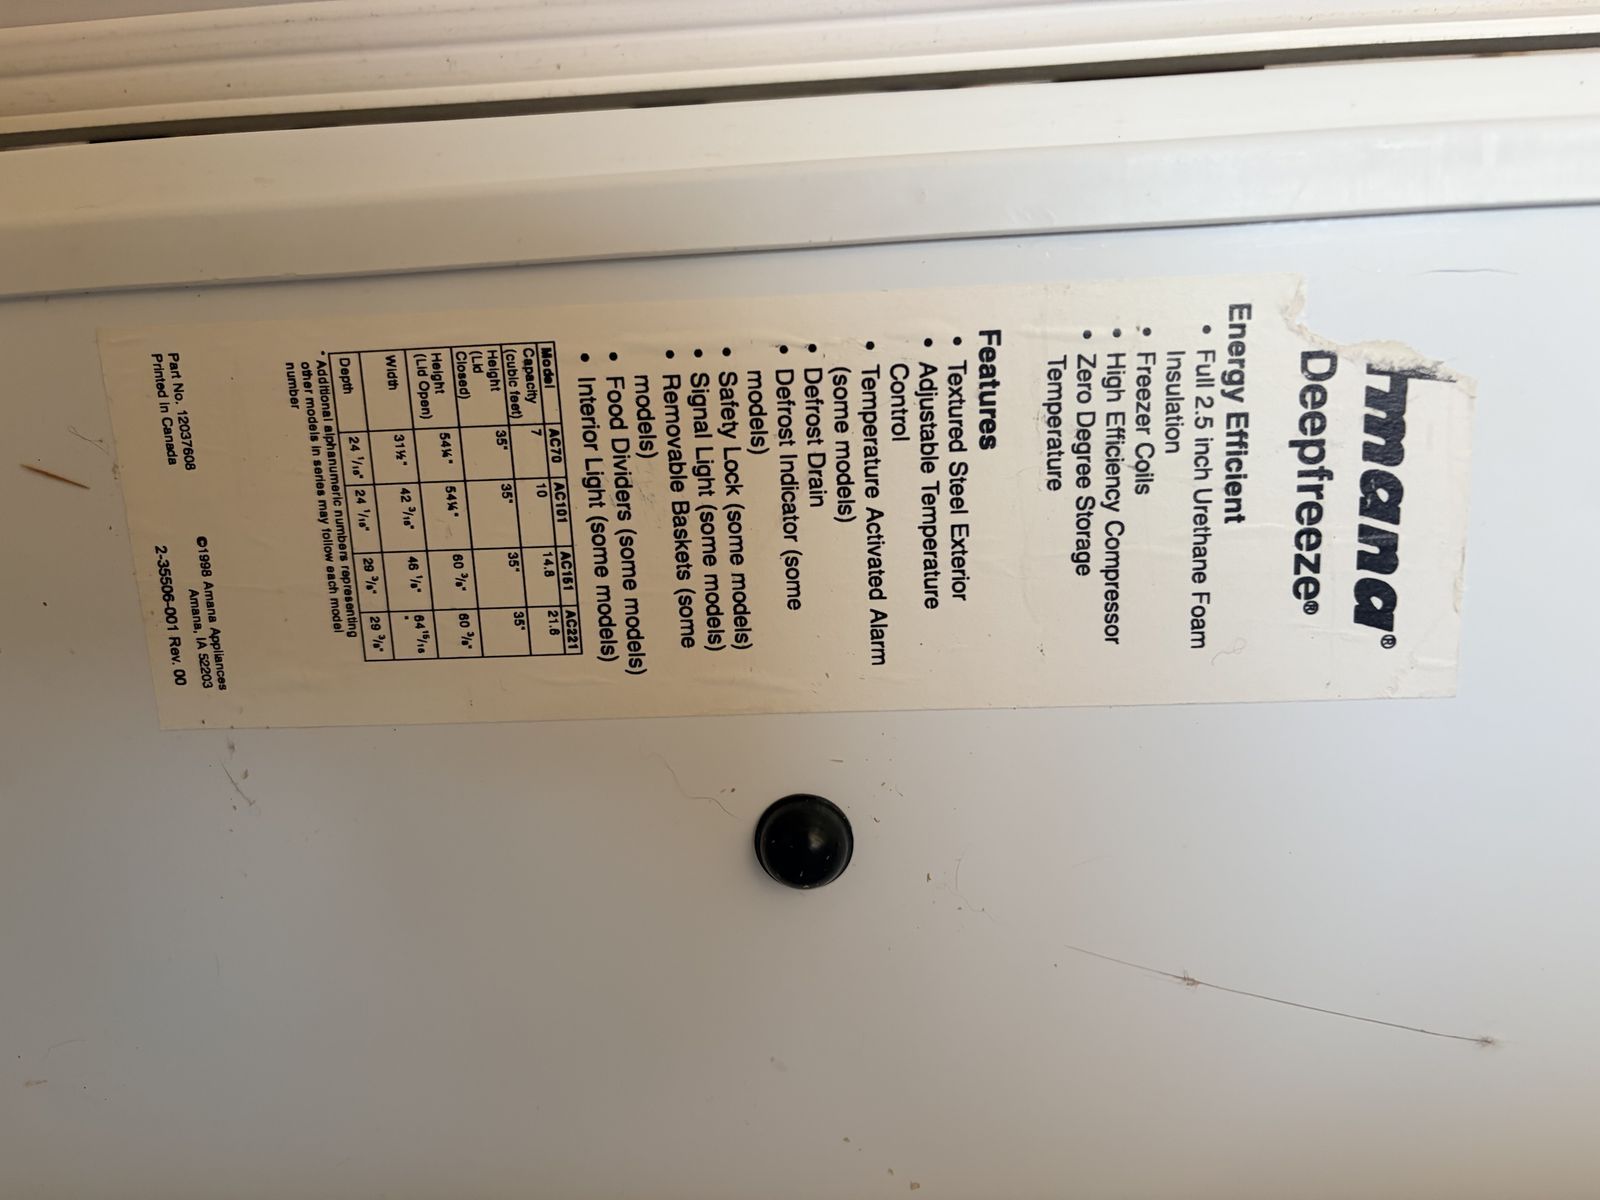 Amana®
Deepfreeze®
Energy Efficient
• Full 2.5 inch Urethane Foam
Insulation
• Freezer Coils
• High Efficiency Compressor
• Zero Degree Storage
Temperature
Features
• Textured Steel Exterior
• Adjustable Temperature
Control
• Temperature Activated Alarm
(some models)
• Defrost Drain
• Defrost Indicator (some
models)
• Safety Lock (some models)
• Signal Light (some models)
• Removable Baskets (some
models)
• Food Dividers (some models)
• Interior Light (some models)
Model AC70 AC101 AC151 AC221
Capacity (cubic feet) 7 10 14.8 21.6
Height (Lid Closed) 35" 35" 35" 35"
Height (Lid Open) 54¼" 54¼" 60 3/8" 60 3/8"
Width 31½" 42 3/16" 46 1/8" 64 15/16"
Depth 24 1/16" 24 1/16" 29 3/8" 29 3/8"
* Additional alphanumeric numbers representing
other models in series may follow each model
number
©1998 Amana Appliances
Amana, IA 52203
Part No. 12037608
Printed in Canada
2-35506-001 Rev. 00